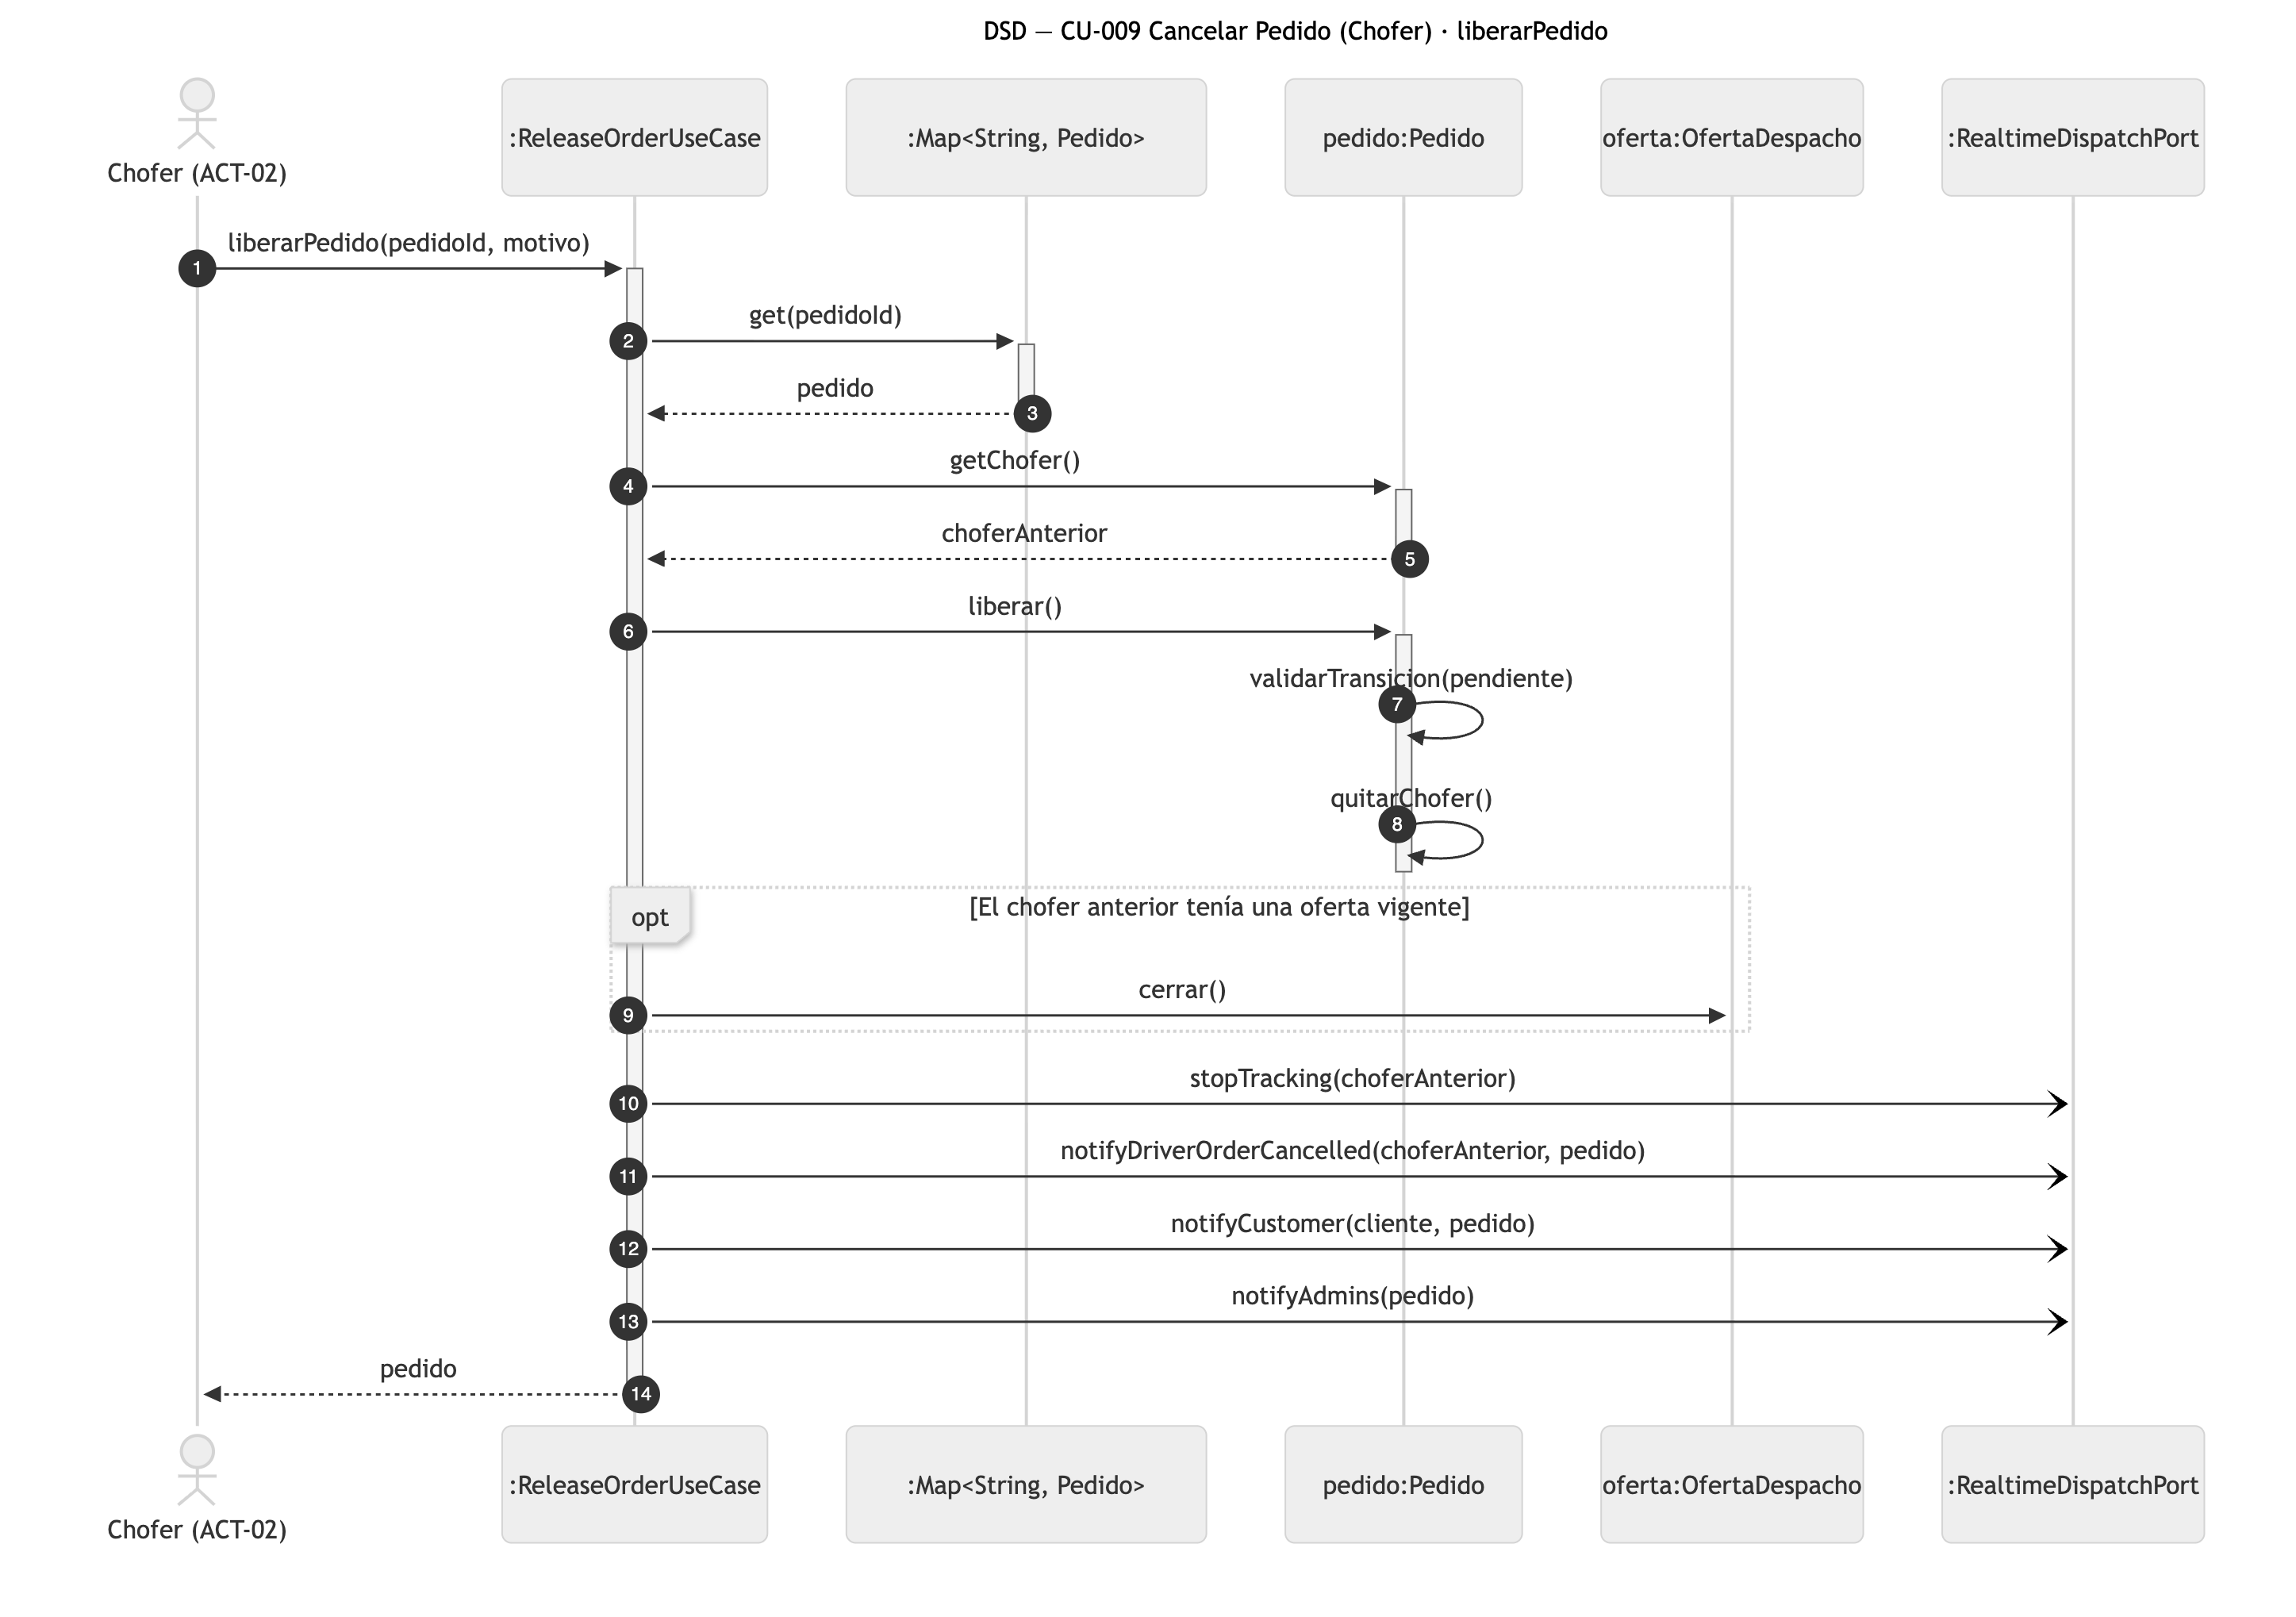 DSD — CU-009 Cancelar Pedido (Chofer) · liberarPedido
Chofer (ACT-02)
:ReleaseOrderUseCase
:Map<String, Pedido>
pedido:Pedido
oferta:OfertaDespacho
:RealtimeDispatchPort
liberarPedido(pedidoId, motivo)
1
get(pedidoId)
2
pedido
3
getChofer()
4
choferAnterior
5
liberar()
6
validarTransicion(pendiente)
7
quitarChofer()
8
opt
[El chofer anterior tenía una oferta vigente]
cerrar()
9
stopTracking(choferAnterior)
10
notifyDriverOrderCancelled(choferAnterior, pedido)
11
notifyCustomer(cliente, pedido)
12
notifyAdmins(pedido)
13
pedido
14
Chofer (ACT-02)
:ReleaseOrderUseCase
:Map<String, Pedido>
pedido:Pedido
oferta:OfertaDespacho
:RealtimeDispatchPort